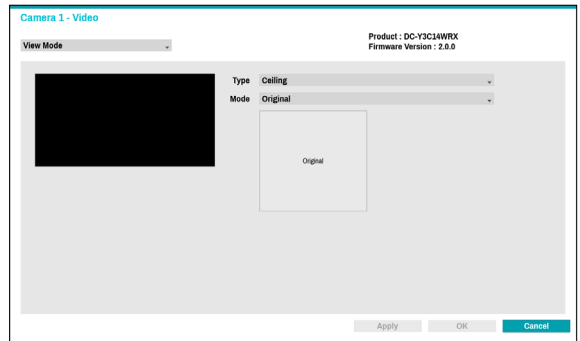 Camera 1 - Video
View Mode
Product : DC-Y3C14WRX
Firmware Version : 2.0.0
Type Ceiling
Mode Original
Original
Apply OK Cancel